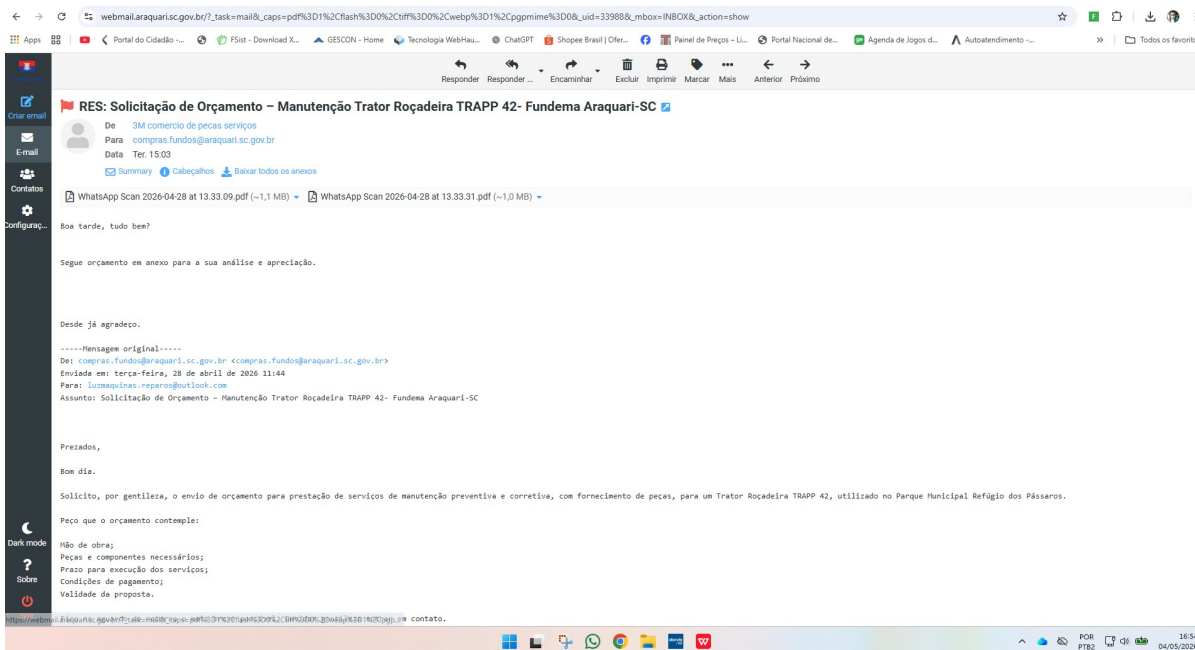 webmail.araquari.sc.gov.br/?_task=mail&_caps=pdf%3D1%2Cflash%3D0%2Ctiff%3D0%2Cwebp%3D1%2Cpgpmime%3D0&_uid=33988&_mbox=INBOX&_action=show
Apps Portal do Cidadão -... FSist - Download X... GESCON - Home Tecnologia WebHau... ChatGPT Shopee Brasil | Ofer... Painel de Preços – Li... Portal Nacional de... Agenda de Jogos d... Autoatendimento -... » Todos os favorito
Responder Responder ... Encaminhar Excluir Imprimir Marcar Mais Anterior Próximo
Criar email
E-mail
Contatos
Configuraç...
Dark mode
Sobre
RES: Solicitação de Orçamento – Manutenção Trator Roçadeira TRAPP 42- Fundema Araquari-SC
De 3M comercio de pecas serviços
Para compras.fundos@araquari.sc.gov.br
Data Ter. 15:03
Summary Cabeçalhos Baixar todos os anexos
WhatsApp Scan 2026-04-28 at 13.33.09.pdf (~1,1 MB) WhatsApp Scan 2026-04-28 at 13.33.31.pdf (~1,0 MB)
Boa tarde, tudo bem?
Segue orçamento em anexo para a sua análise e apreciação.
Desde já agradeço.
-----Mensagem original-----
De: compras.fundos@araquari.sc.gov.br <compras.fundos@araquari.sc.gov.br>
Enviada em: terça-feira, 28 de abril de 2026 11:44
Para: luzmaquinas.reparos@outlook.com
Assunto: Solicitação de Orçamento – Manutenção Trator Roçadeira TRAPP 42- Fundema Araquari-SC
Prezados,
Bom dia.
Solicito, por gentileza, o envio de orçamento para prestação de serviços de manutenção preventiva e corretiva, com fornecimento de peças, para um Trator Roçadeira TRAPP 42, utilizado no Parque Municipal Refúgio dos Pássaros.
Peço que o orçamento contemple:
Mão de obra;
Peças e componentes necessários;
Prazo para execução dos serviços;
Condições de pagamento;
Validade da proposta.
contato.
POR
PTB2
16:54
04/05/2026